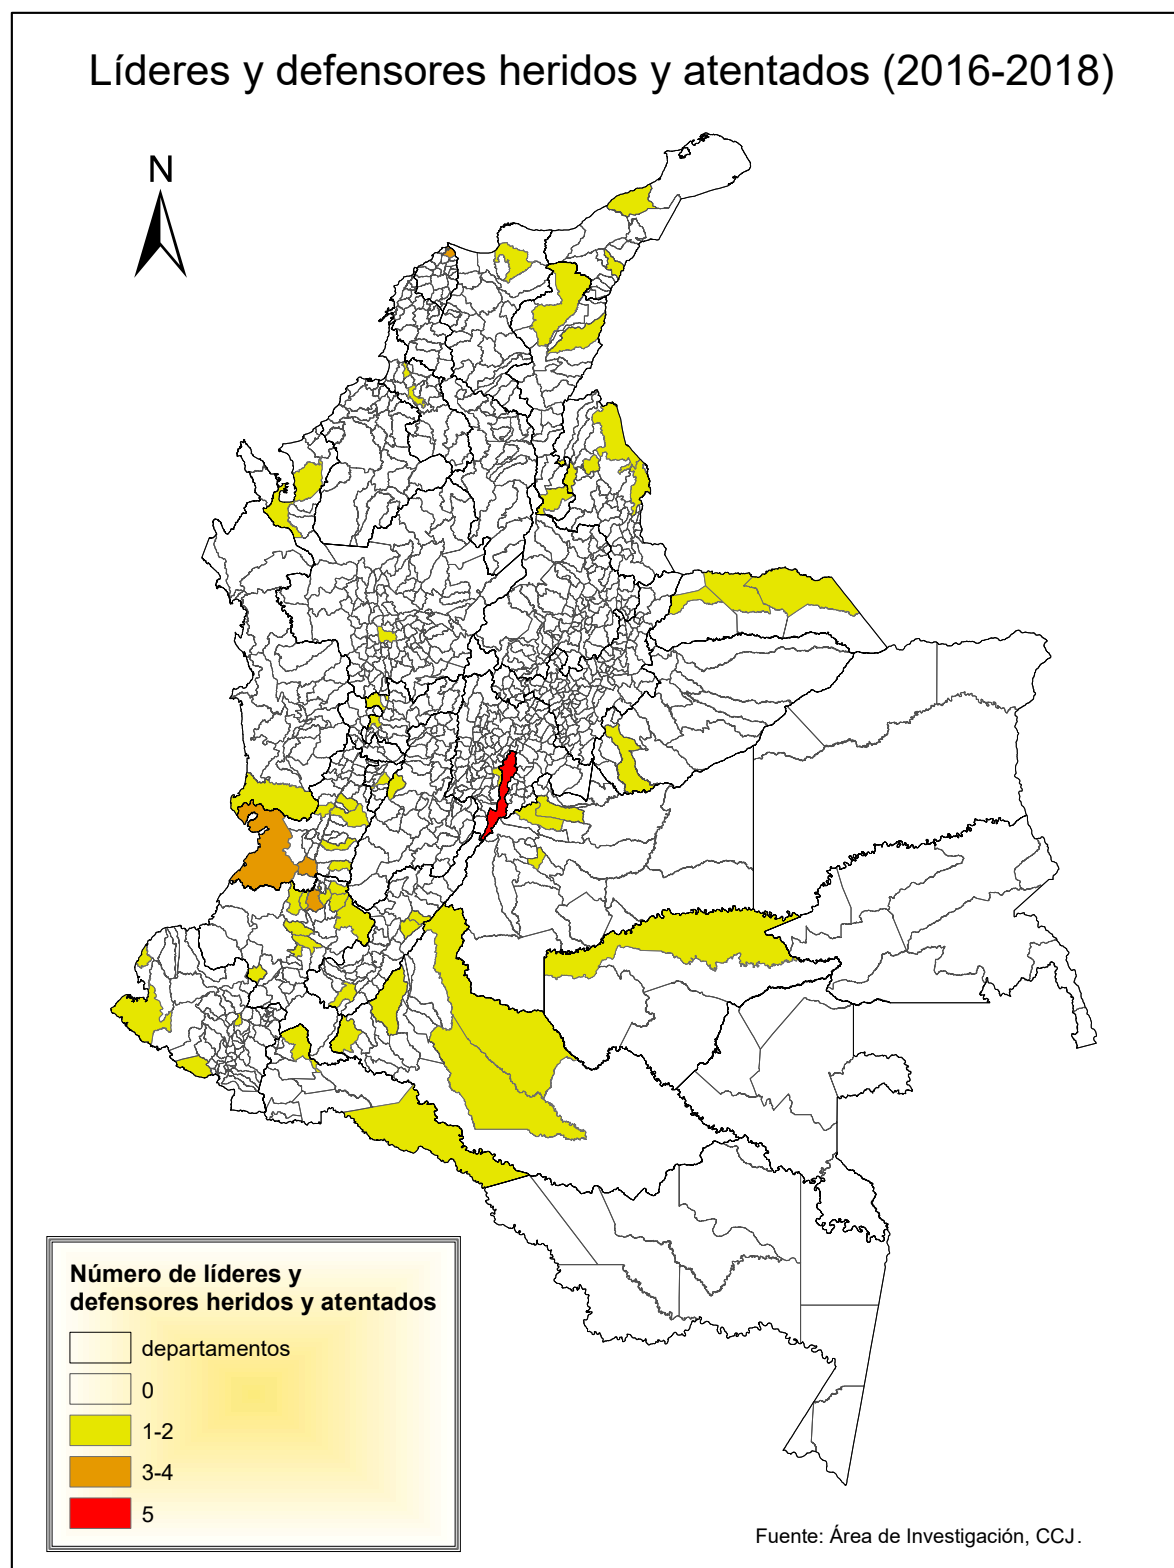 Líderes y defensores heridos y atentados (2016-2018)
N
Número de líderes y
defensores heridos y atentados
departamentos
0
1-2
3-4
5
Fuente: Área de Investigación, CCJ.